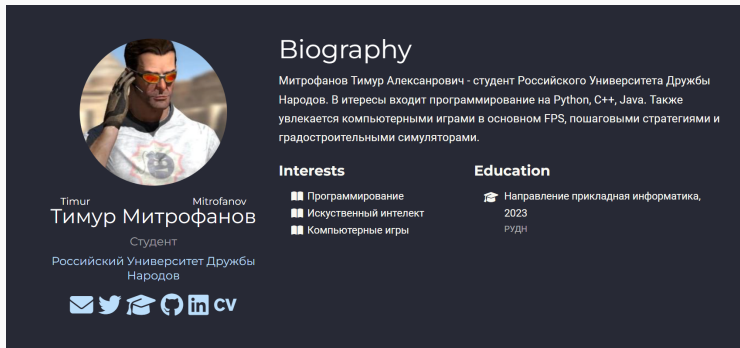 Biography
Митрофанов Тимур Алексанрович - студент Российского Университета Дружбы
Народов. В итересы входит программирование на Python, C++, Java. Также
увлекается компьютерными играми в основном FPS, пошаговыми стратегиями и
градостроительными симуляторами.
Timur Mitrofanov
Тимур Митрофанов
Студент
Российский Университет Дружбы
Народов
CV
Interests
Программирование
Искуственный интелект
Компьютерные игры
Education
Направление прикладная информатика,
2023
РУДН